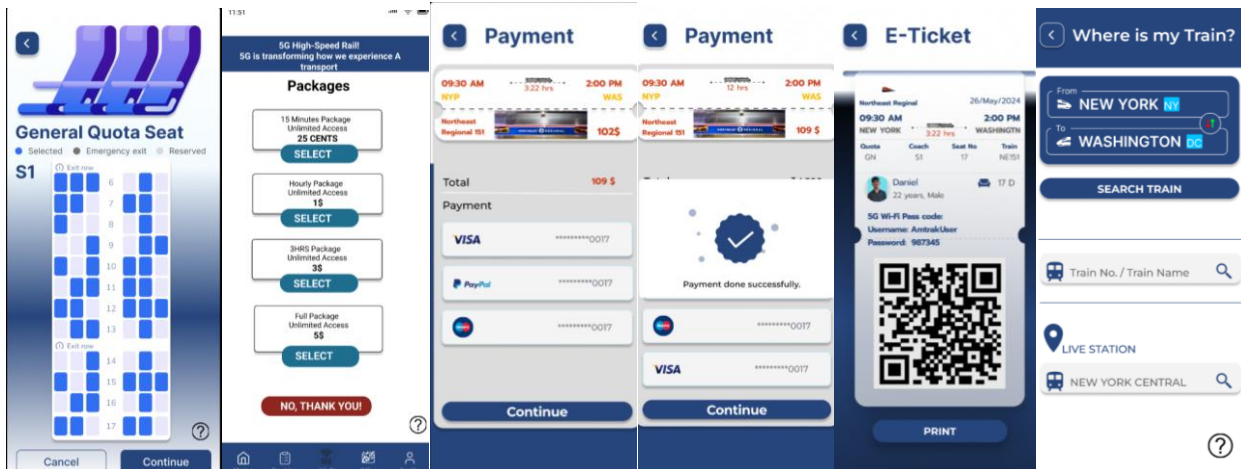 General Quota Seat
Selected Emergency exit Reserved
S1
Exit row
6
7
8
9
10
11
12
13
Exit row
14
15
16
17
Cancel
Continue
11:51
5G High-Speed Rail!
5G is transforming how we experience A
transport
Packages
15 Minutes Package
Unlimited Access
25 CENTS
SELECT
Hourly Package
Unlimited Access
1$
SELECT
3HRS Package
Unlimited Access
3$
SELECT
Full Package
Unlimited Access
5$
SELECT
NO, THANK YOU!
Payment
09:30 AM 3:22 hrs 2:00 PM
NYP WAS
Northeast
Regional 151 102$
Total 109 $
Payment
VISA *********0017
PayPal *********0017
*********0017
Continue
Payment
09:30 AM 12 hrs 2:00 PM
NYP WAS
Northeast
Regional 151 109 $
Payment done successfully.
*********0017
VISA *********0017
Continue
E-Ticket
Northeast Reginal 26/May/2024
09:30 AM 2:00 PM
NEW YORK 3:22 hrs WASHINGTN
Quota Coach Seat No Train
GN S1 17 NE151
Daniel 17 D
22 years, Male
5G Wi-Fi Pass code:
Username: AmtrakUser
Password: 987345
PRINT
Where is my Train?
From
NEW YORK NY
To
WASHINGTON DC
SEARCH TRAIN
Train No. / Train Name
LIVE STATION
NEW YORK CENTRAL